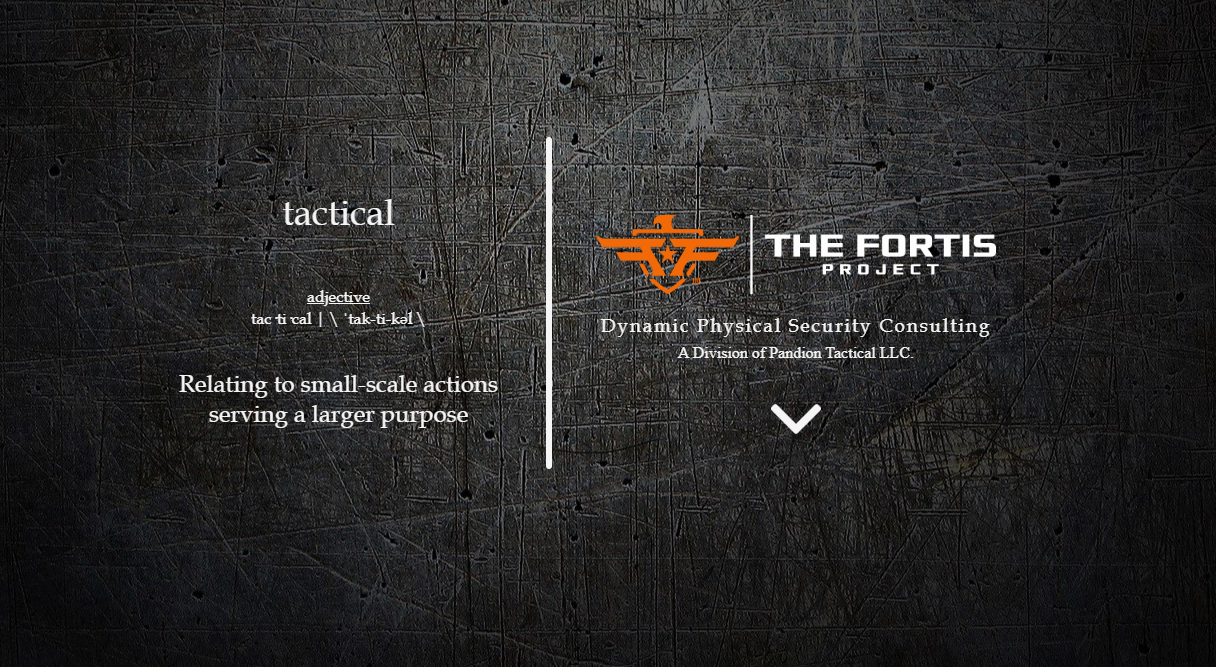 tactical
adjective
tac·ti·cal | \ ˈtak-ti-kəl \
Relating to small-scale actions
serving a larger purpose
THE FORTIS
PROJECT
Dynamic Physical Security Consulting
A Division of Pandion Tactical LLC.